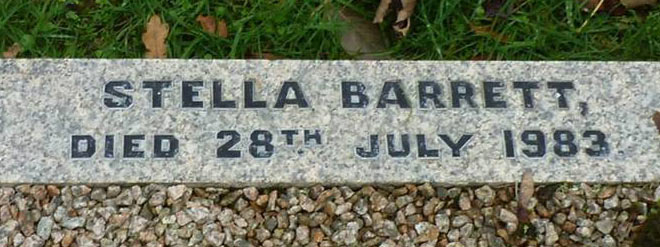 STELLA BARRETT,
DIED 28TH JULY 1983.